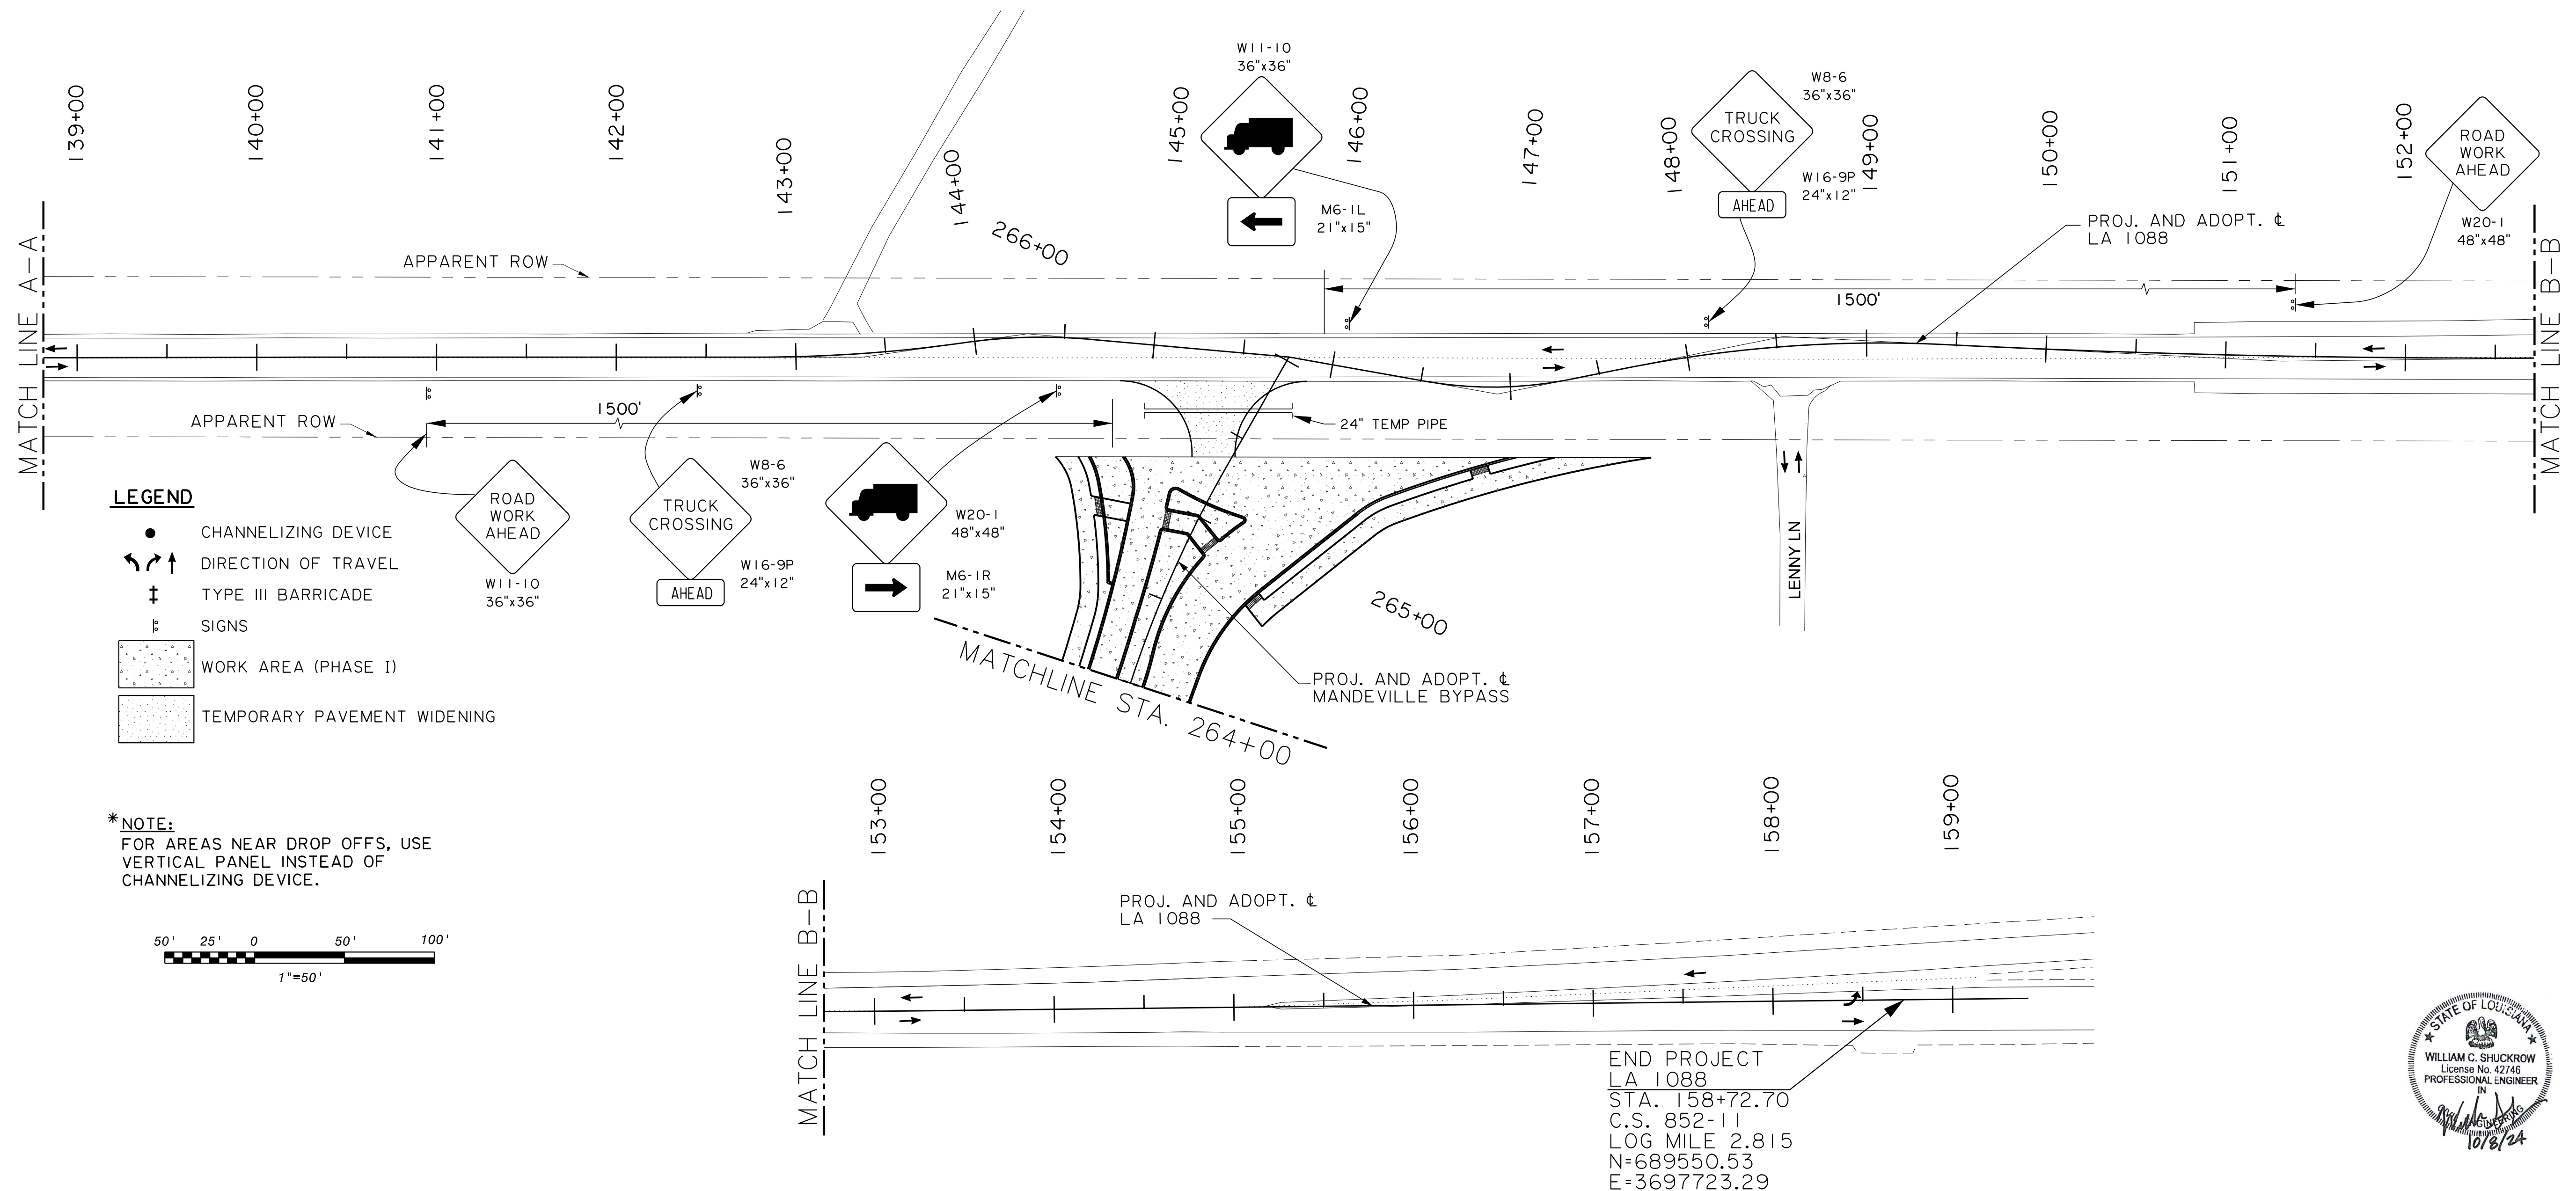 139+00
140+00
141+00
142+00
143+00
144+00
145+00
146+00
147+00
148+00
149+00
150+00
151+00
152+00
266+00
W11-10
36"x36"
M6-1L
21"x15"
TRUCK
CROSSING
AHEAD
W8-6
36"x36"
W16-9P
24"x12"
ROAD
WORK
AHEAD
W20-1
48"x48"
PROJ. AND ADOPT. ℄
LA 1088
MATCH LINE A-A
MATCH LINE B-B
APPARENT ROW
1500'
1500'
APPARENT ROW
24" TEMP PIPE
ROAD
WORK
AHEAD
W11-10
36"x36"
TRUCK
CROSSING
AHEAD
W8-6
36"x36"
W16-9P
24"x12"
W20-1
48"x48"
M6-1R
21"x15"
LENNY LN
265+00
PROJ. AND ADOPT. ℄
MANDEVILLE BYPASS
MATCHLINE STA. 264+00
LEGEND
CHANNELIZING DEVICE
DIRECTION OF TRAVEL
TYPE III BARRICADE
SIGNS
WORK AREA (PHASE I)
TEMPORARY PAVEMENT WIDENING
*NOTE:
FOR AREAS NEAR DROP OFFS, USE
VERTICAL PANEL INSTEAD OF
CHANNELIZING DEVICE.
50' 25' 0 50' 100'
1"=50'
153+00
154+00
155+00
156+00
157+00
158+00
159+00
MATCH LINE B-B
PROJ. AND ADOPT. ℄
LA 1088
END PROJECT
LA 1088
STA. 158+72.70
C.S. 852-11
LOG MILE 2.815
N=689550.53
E=3697723.29
STATE OF LOUISIANA
WILLIAM C. SHUCKROW
License No. 42746
PROFESSIONAL ENGINEER
IN
ENGINEERING
10/8/24